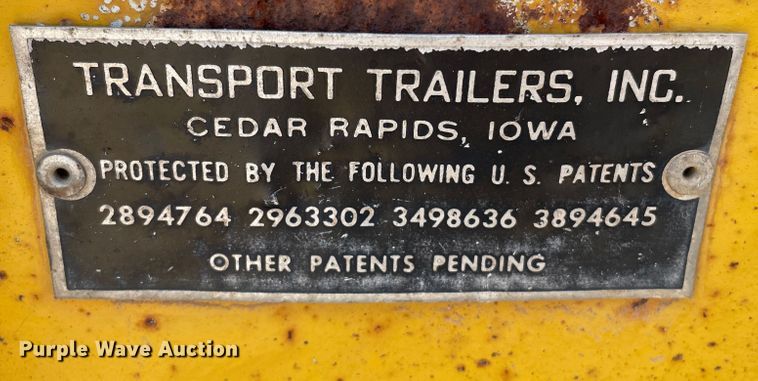 TRANSPORT TRAILERS, INC.
CEDAR RAPIDS, IOWA
PROTECTED BY THE FOLLOWING U. S. PATENTS
2894764 2963302 3498636 3894645
OTHER PATENTS PENDING
Purple Wave Auction